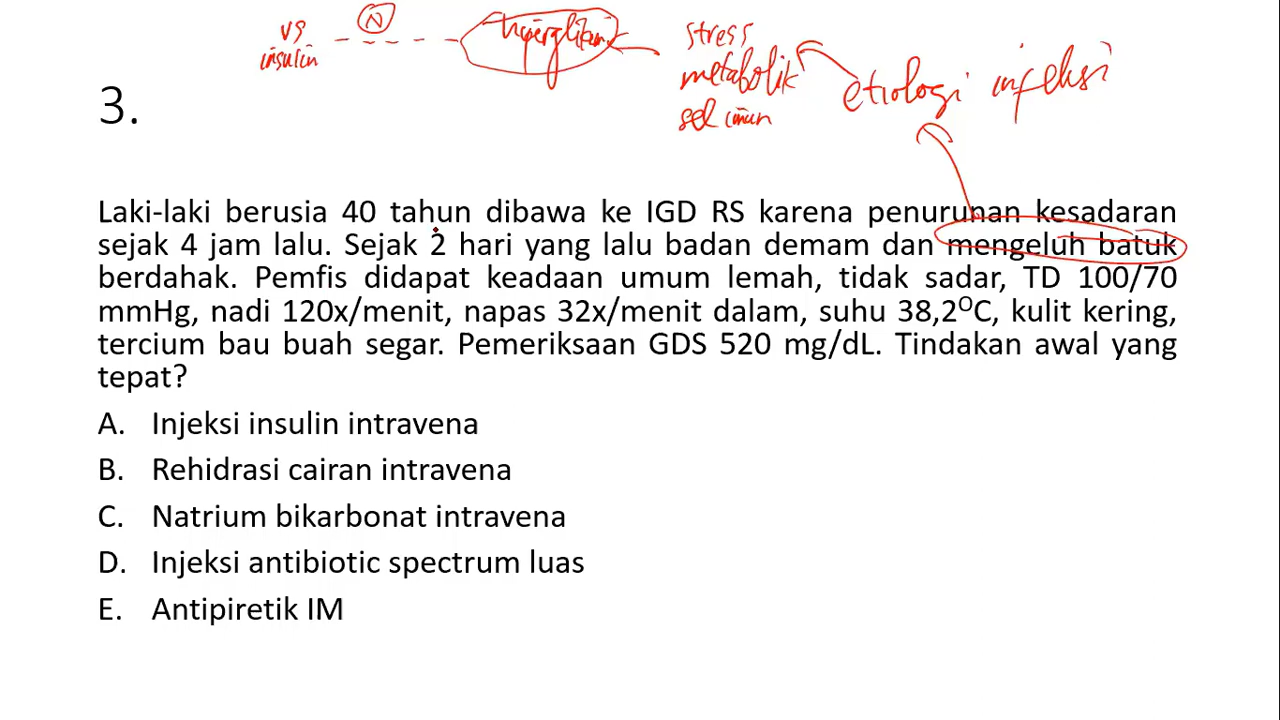 vs insulin
N
hiperglikemi
stress
metabolik
sel imun
etiologi infeksi
3.
Laki-laki berusia 40 tahun dibawa ke IGD RS karena penurunan kesadaran
sejak 4 jam lalu. Sejak 2 hari yang lalu badan demam dan mengeluh batuk
berdahak. Pemfis didapat keadaan umum lemah, tidak sadar, TD 100/70
mmHg, nadi 120x/menit, napas 32x/menit dalam, suhu 38,2⁰C, kulit kering,
tercium bau buah segar. Pemeriksaan GDS 520 mg/dL. Tindakan awal yang
tepat?
A. Injeksi insulin intravena
B. Rehidrasi cairan intravena
C. Natrium bikarbonat intravena
D. Injeksi antibiotic spectrum luas
E. Antipiretik IM